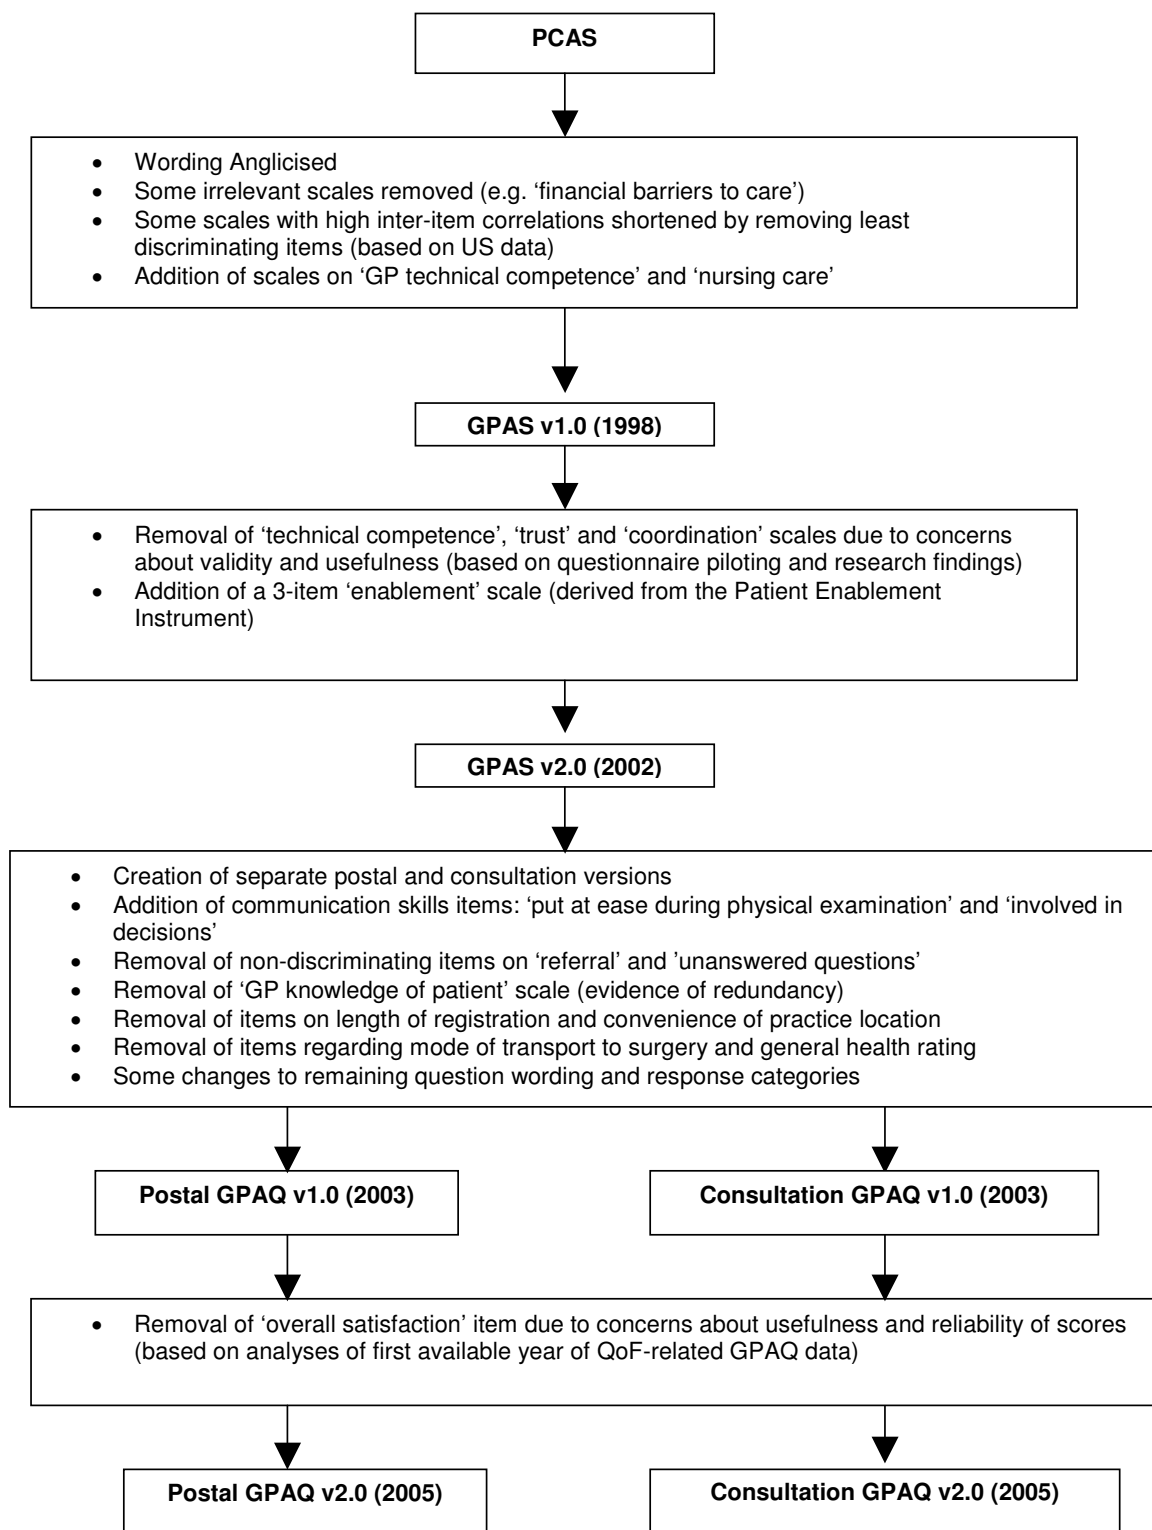 PCAS
• Wording Anglicised
• Some irrelevant scales removed (e.g. ‘financial barriers to care’)
• Some scales with high inter-item correlations shortened by removing least
discriminating items (based on US data)
• Addition of scales on ‘GP technical competence’ and ‘nursing care’
GPAS v1.0 (1998)
• Removal of ‘technical competence’, ‘trust’ and ‘coordination’ scales due to concerns
about validity and usefulness (based on questionnaire piloting and research findings)
• Addition of a 3-item ‘enablement’ scale (derived from the Patient Enablement
Instrument)
GPAS v2.0 (2002)
• Creation of separate postal and consultation versions
• Addition of communication skills items: ‘put at ease during physical examination’ and ‘involved in
decisions’
• Removal of non-discriminating items on ‘referral’ and ’unanswered questions’
• Removal of ‘GP knowledge of patient’ scale (evidence of redundancy)
• Removal of items on length of registration and convenience of practice location
• Removal of items regarding mode of transport to surgery and general health rating
• Some changes to remaining question wording and response categories
Postal GPAQ v1.0 (2003)
Consultation GPAQ v1.0 (2003)
• Removal of ‘overall satisfaction’ item due to concerns about usefulness and reliability of scores
(based on analyses of first available year of QoF-related GPAQ data)
Postal GPAQ v2.0 (2005)
Consultation GPAQ v2.0 (2005)